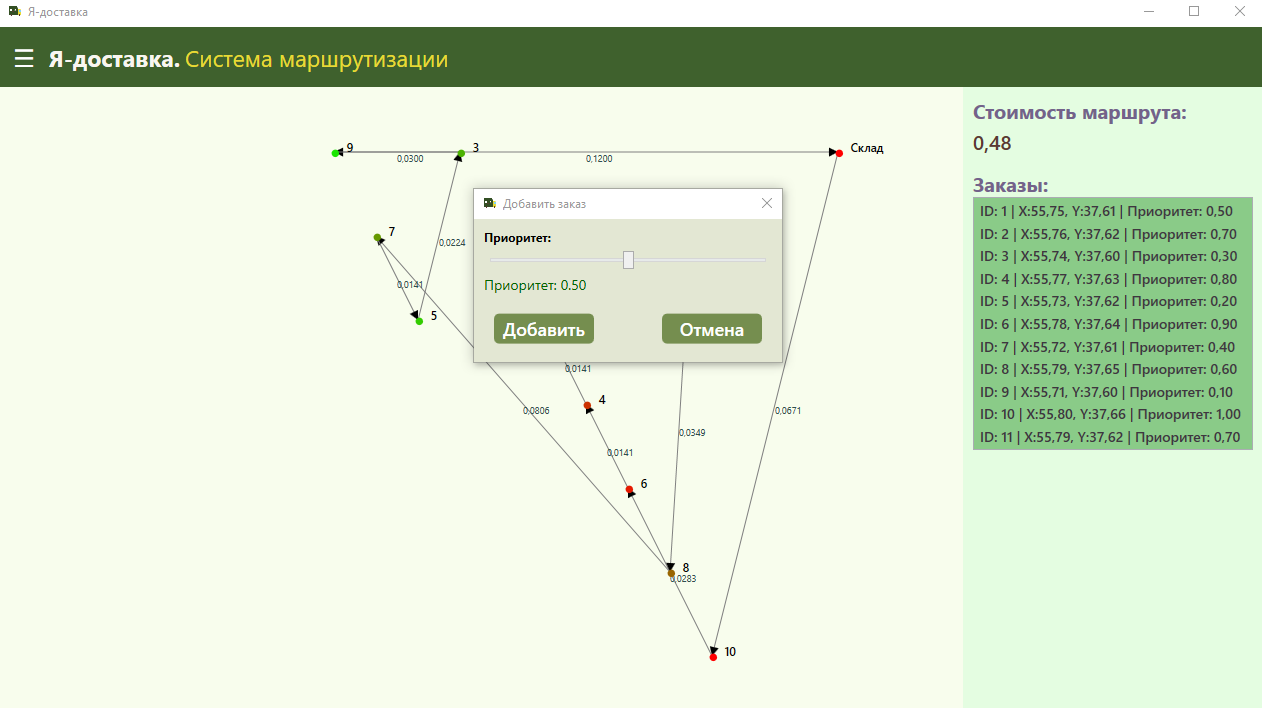 Я-доставка
☰ Я-доставка. Система маршрутизации
9
3
Склад
0,0300
0,1200
7
0,0224
0,0141
5
0,0141
4
0,0806
0,0671
0,0349
0,0141
6
8
0,0283
10
Добавить заказ
Приоритет:
Приоритет: 0.50
Добавить
Отмена
Стоимость маршрута:
0,48
Заказы:
ID: 1 | X:55,75, Y:37,61 | Приоритет: 0,50
ID: 2 | X:55,76, Y:37,62 | Приоритет: 0,70
ID: 3 | X:55,74, Y:37,60 | Приоритет: 0,30
ID: 4 | X:55,77, Y:37,63 | Приоритет: 0,80
ID: 5 | X:55,73, Y:37,62 | Приоритет: 0,20
ID: 6 | X:55,78, Y:37,64 | Приоритет: 0,90
ID: 7 | X:55,72, Y:37,61 | Приоритет: 0,40
ID: 8 | X:55,79, Y:37,65 | Приоритет: 0,60
ID: 9 | X:55,71, Y:37,60 | Приоритет: 0,10
ID: 10 | X:55,80, Y:37,66 | Приоритет: 1,00
ID: 11 | X:55,79, Y:37,62 | Приоритет: 0,70